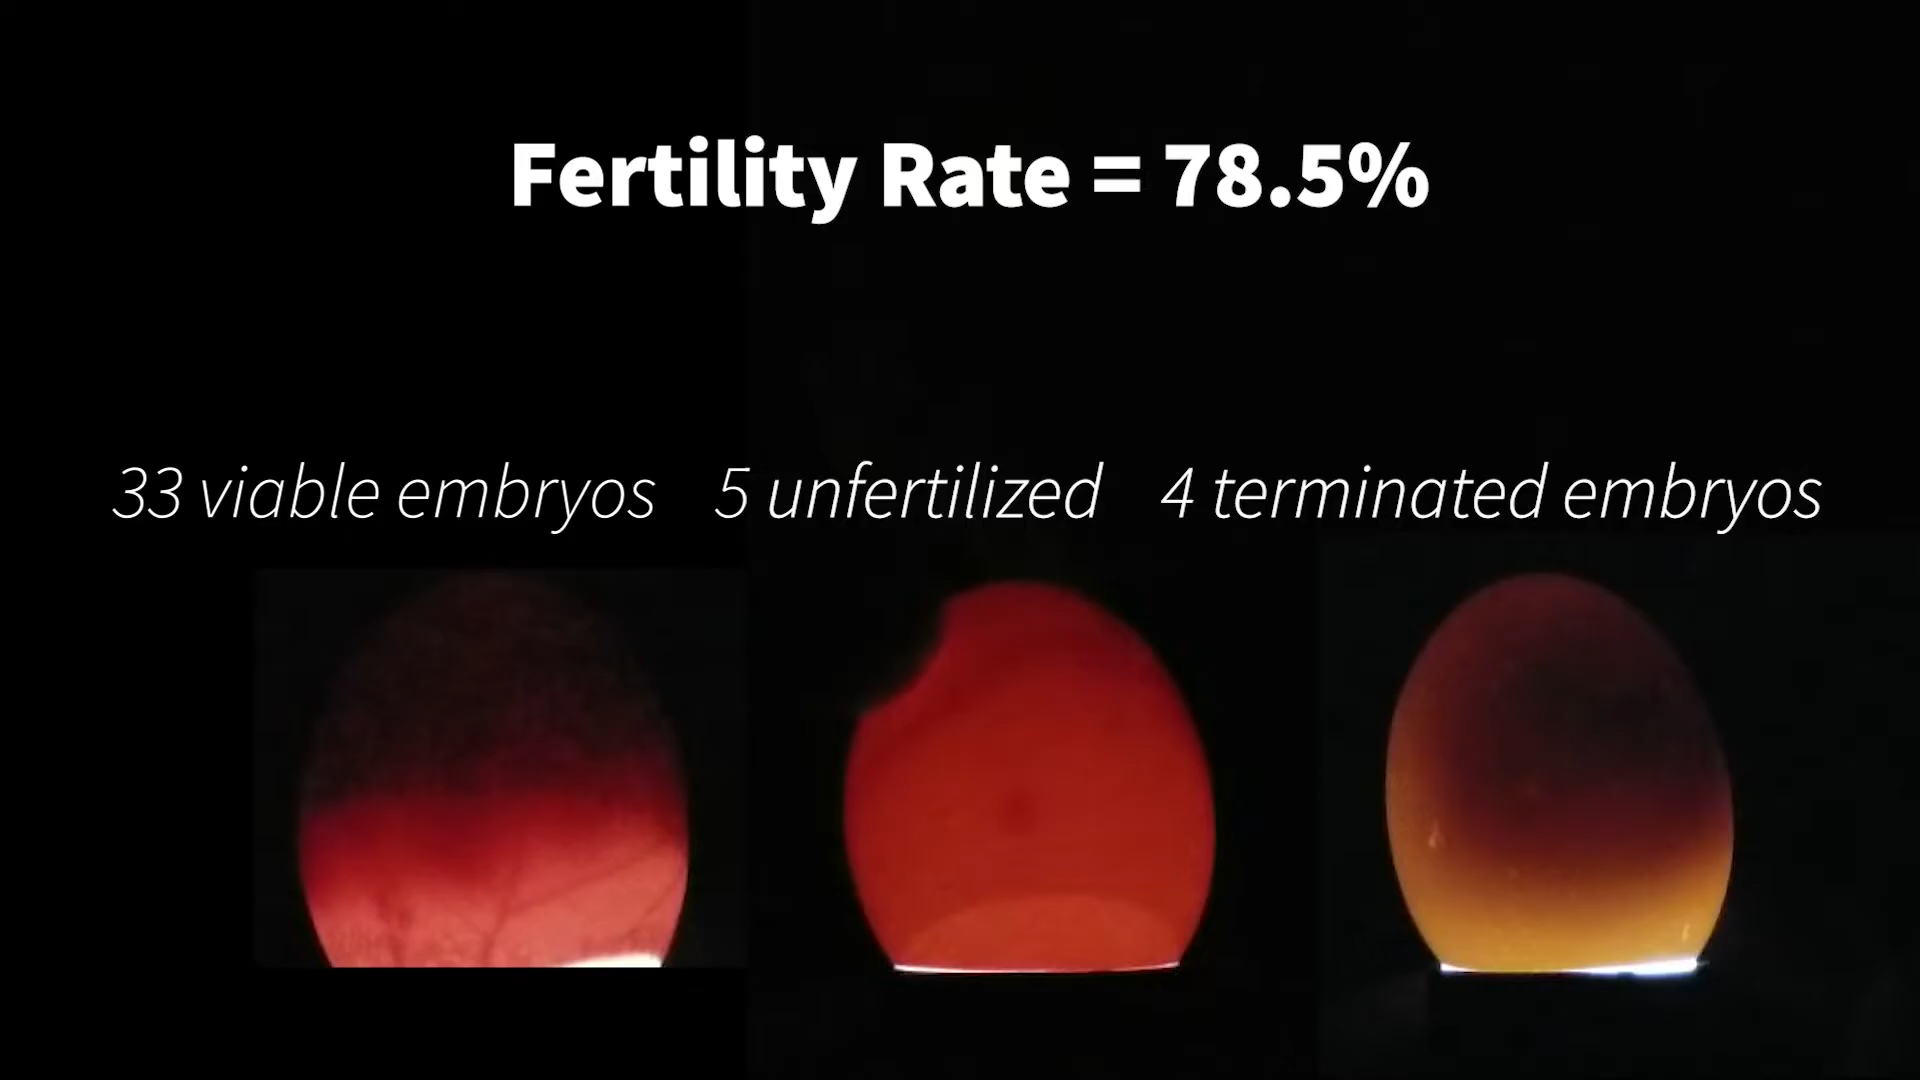 Fertility Rate = 78.5%
33 viable embryos 5 unfertilized 4 terminated embryos